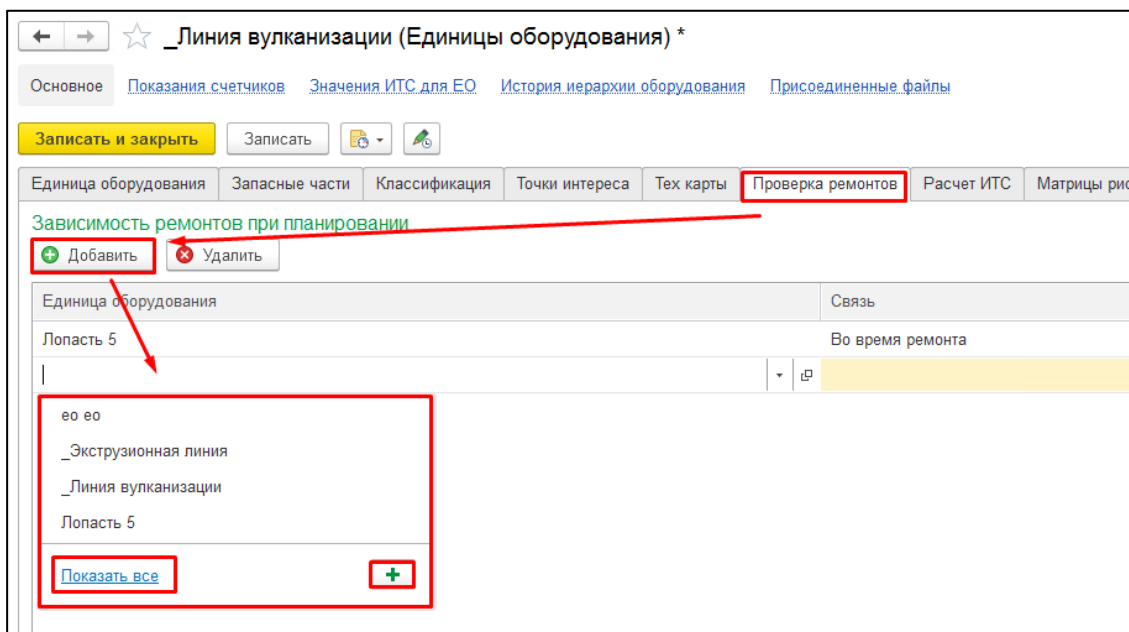 _Линия вулканизации (Единицы оборудования) *
Основное Показания счетчиков Значения ИТС для ЕО История иерархии оборудования Присоединенные файлы
Записать и закрыть Записать
Единица оборудования Запасные части Классификация Точки интереса Тех карты Проверка ремонтов Расчет ИТС Матрицы рис
Зависимость ремонтов при планировании
Добавить Удалить
Единица оборудования Связь
Лопасть 5 Во время ремонта
ео ео
_Экструзионная линия
_Линия вулканизации
Лопасть 5
Показать все